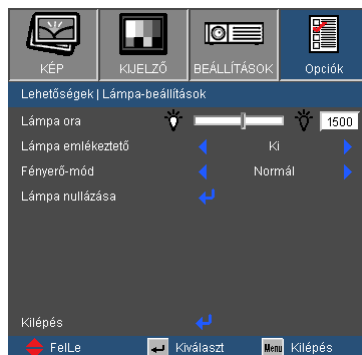 KÉP KIJELZŐ BEÁLLÍTÁSOK Opciók
Lehetőségek | Lámpa-beállítások
Lámpa ora 1500
Lámpa emlékeztető Ki
Fényerő-mód Normál
Lámpa nullázása
Kilépés
FelLe Kiválaszt Menu Kilépés